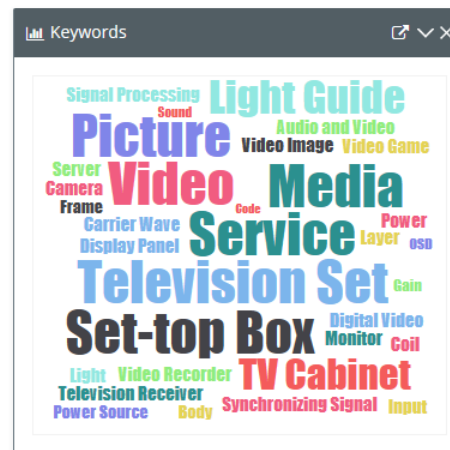 Keywords
Signal Processing
Light Guide
Sound
Picture
Audio and Video
Video Image
Video Game
Server
Video
Media
Camera
Frame
Code
Carrier Wave
Service
Power
Display Panel
Layer
OSD
Television Set
Gain
Set-top Box
Digital Video
Monitor
Coil
Light
Video Recorder
TV Cabinet
Television Receiver
Power Source
Body
Synchronizing Signal
Input